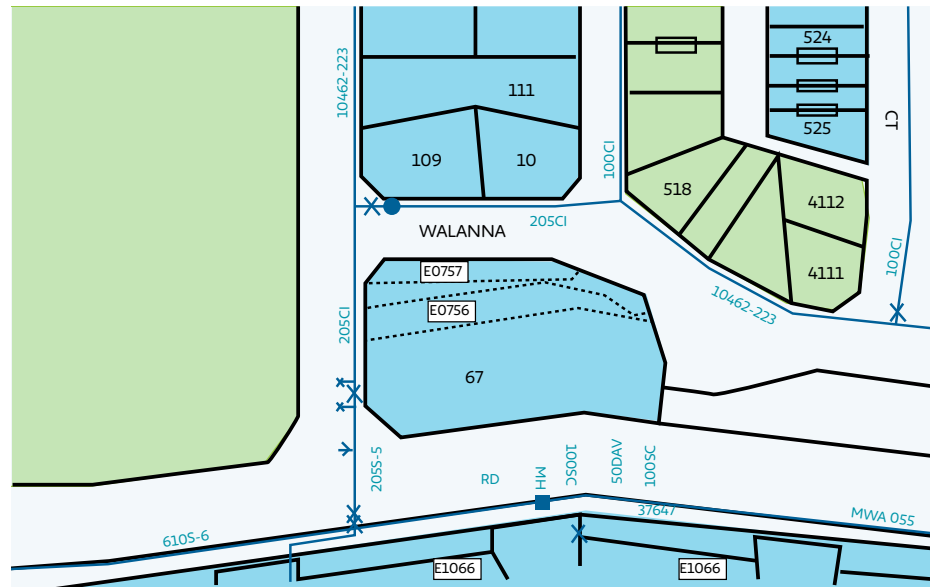 524
10462-223
111
525
CT
109
10
100CI
518
4112
205CI
WALANNA
4111
100CI
E0757
10462-223
E0756
205CI
67
205S-5
RD
MH
100SC
50DAV
100SC
37647
MWA 055
610S-6
E1066
E1066